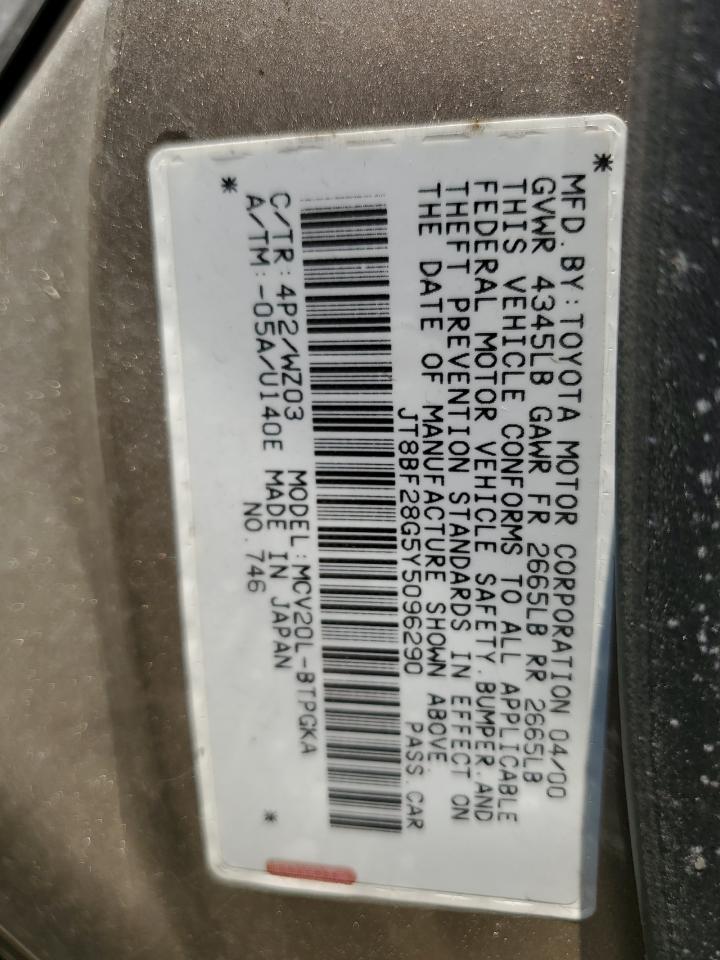 MFD. BY: TOYOTA MOTOR CORPORATION 04/00
GVWR 4345LB GAWR FR 2665LB RR 2665LB
THIS VEHICLE CONFORMS TO ALL APPLICABLE
FEDERAL MOTOR VEHICLE SAFETY.BUMPER.AND
THEFT PREVENTION STANDARDS IN EFFECT ON
THE DATE OF MANUFACTURE SHOWN ABOVE.
JT8BF28G5Y5096290 PASS.CAR
C/TR: 4P2/WZ03 MODEL: MCV20L-BTPGKA
A/TM:-05A/U140E MADE IN JAPAN
NO. 746